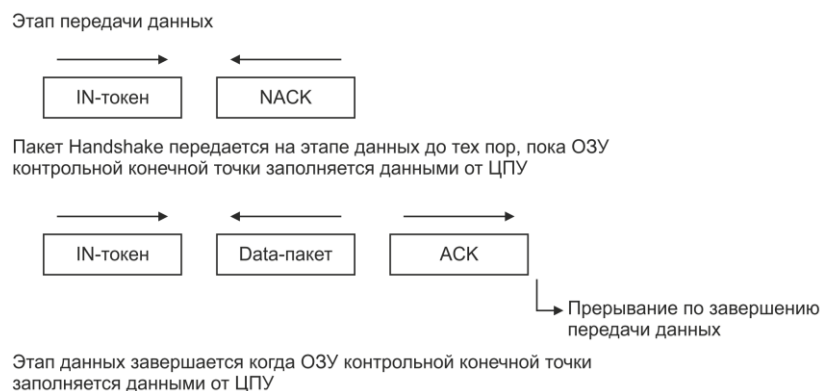 Этап передачи данных
IN-токен NACK
Пакет Handshake передается на этапе данных до тех пор, пока ОЗУ
контрольной конечной точки заполняется данными от ЦПУ
IN-токен Data-пакет ACK
Прерывание по завершению
передачи данных
Этап данных завершается когда ОЗУ контрольной конечной точки
заполняется данными от ЦПУ